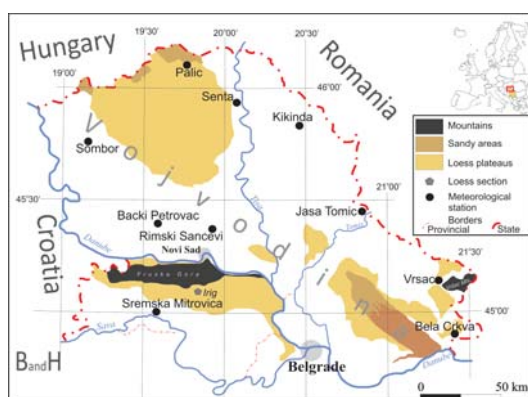 Hungary
Romania
19°30'
20°00'
20°30'
19°00'
46°00'
Palic
Senta
Kikinda
Sombor
Vojvodina
Mountains
Sandy areas
Loess plateaus
Loess section
Meteorological
station
Borders
Provincial
State
45°30'
21°00'
Croatia
Backi Petrovac
Jasa Tomic
Rimski Sancevi
Danube
Novi Sad
21°30'
Fruska Gora
Irig
Vrsac
Sremska Mitrovica
45°00'
Bela Crkva
Sava
BandH
Belgrade
Danube
0
50 km